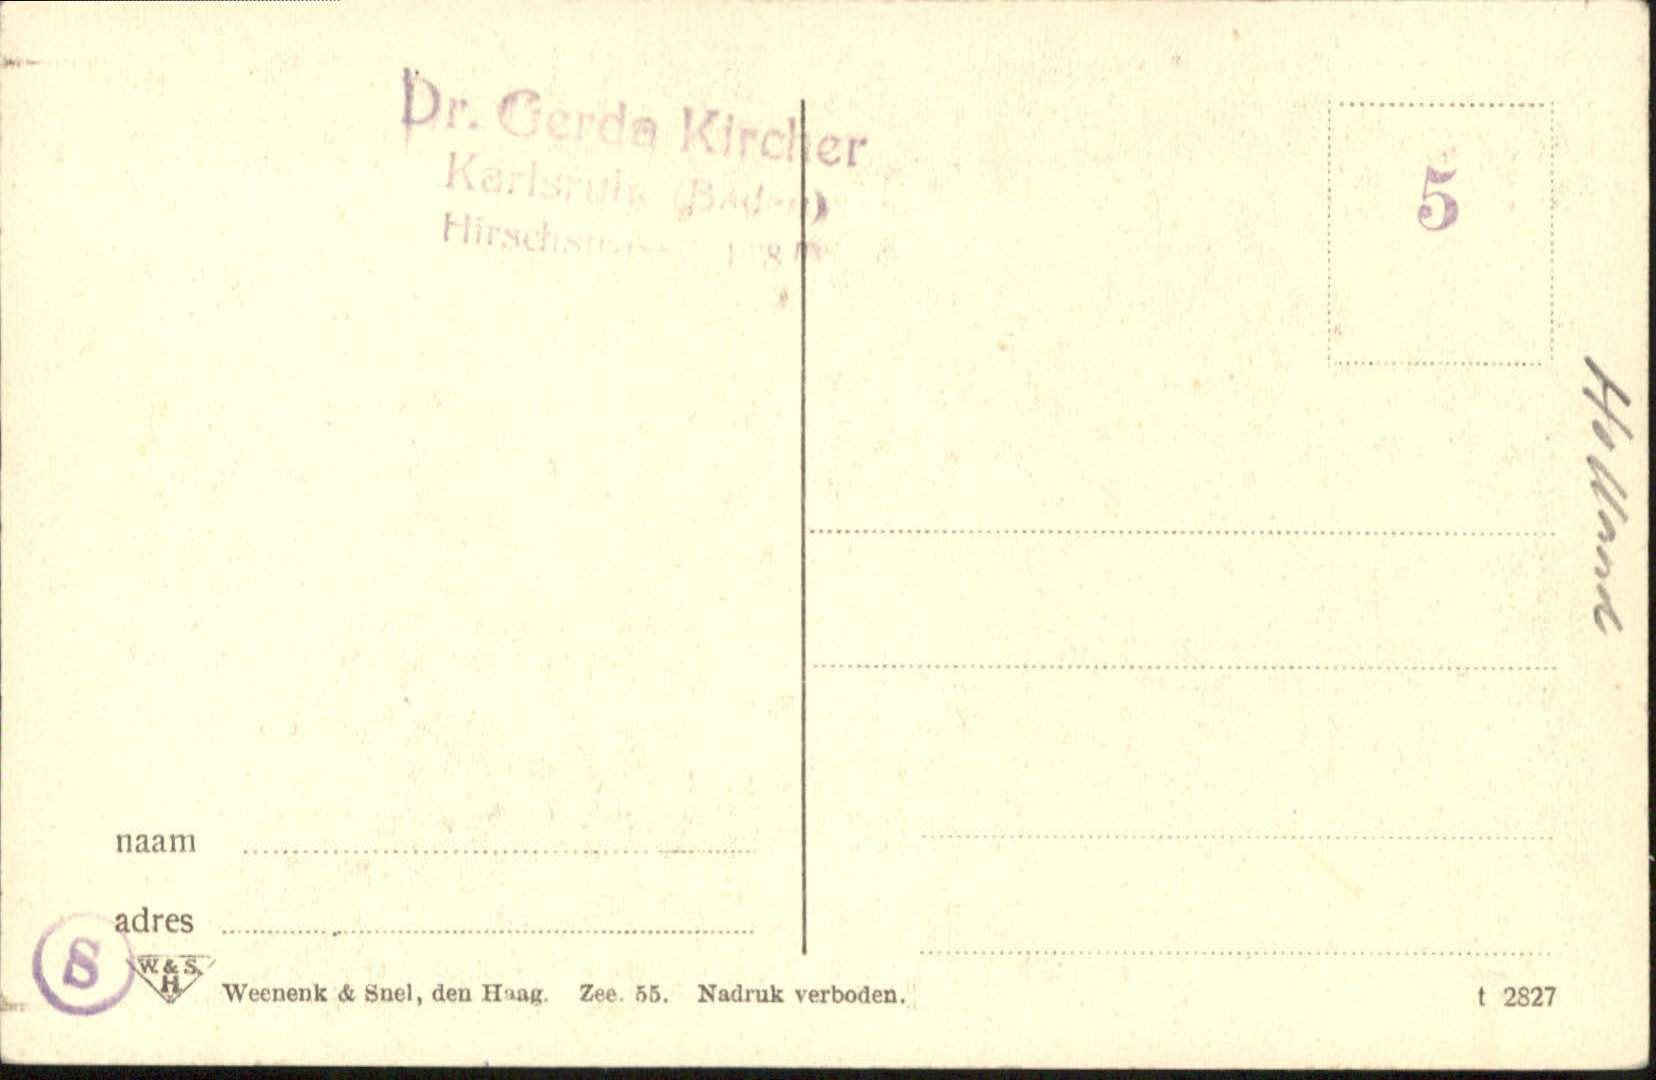 Dr. Gerda Kircher
Karlsruhe (Baden)
5
Holland
naam
adres
S
W. & S.
H
Weenenk & Snel, den Haag. Zee. 55. Nadruk verboden.
t 2827